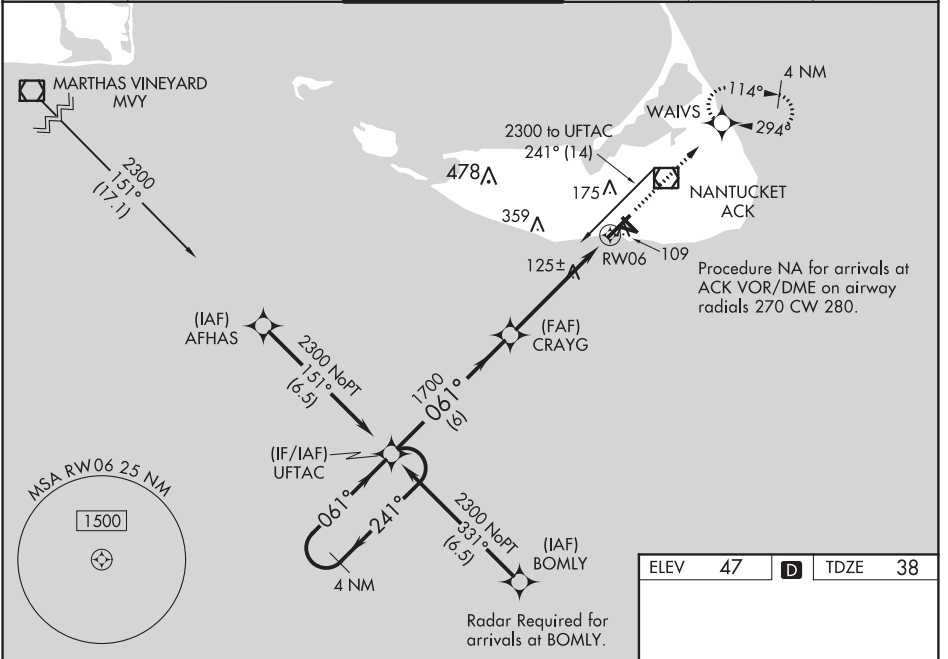 MARTHAS VINEYARD
MVY
2300
151°
(17.1)
4 NM
114°
294°
WAIVS
2300 to UFTAC
241° (14)
478
175
359
NANTUCKET
ACK
125±
RW06
109
Procedure NA for arrivals at
ACK VOR/DME on airway
radials 270 CW 280.
(IAF)
AFHAS
2300 NoPT
151°
(6.5)
(FAF)
CRAYG
1700
061°
(6)
(IF/IAF)
UFTAC
061°
241°
4 NM
2300 NoPT
331°
(6.5)
(IAF)
BOMLY
Radar Required for
arrivals at BOMLY.
MSA RW06 25 NM
1500
ELEV 47 D TDZE 38